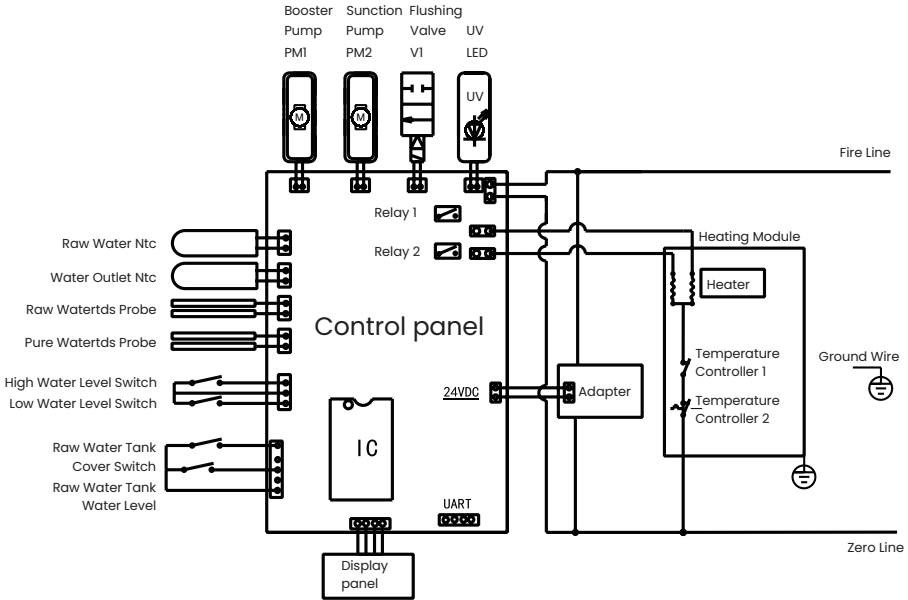 Booster Pump PM1
Sunction Pump PM2
Flushing Valve V1
UV LED
UV
M
M
Fire Line
Relay 1
Relay 2
Raw Water Ntc
Water Outlet Ntc
Raw Watertds Probe
Pure Watertds Probe
High Water Level Switch
Low Water Level Switch
Raw Water Tank
Cover Switch
Raw Water Tank
Water Level
Control panel
24VDC
IC
UART
Display
panel
Adapter
Heating Module
Heater
Temperature
Controller 1
Temperature
Controller 2
Ground Wire
Zero Line